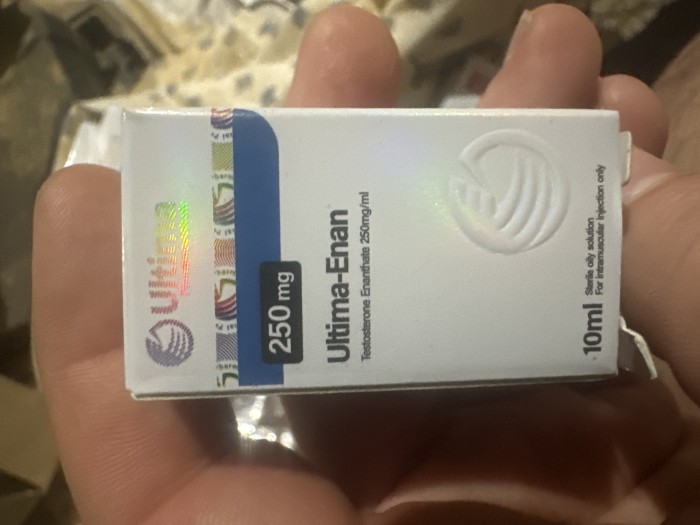 Ultima
250 mg
Ultima-Enan
Testosterone Enanthate 250mg/ml
10ml
Sterile oily solution
For intramuscular injection only